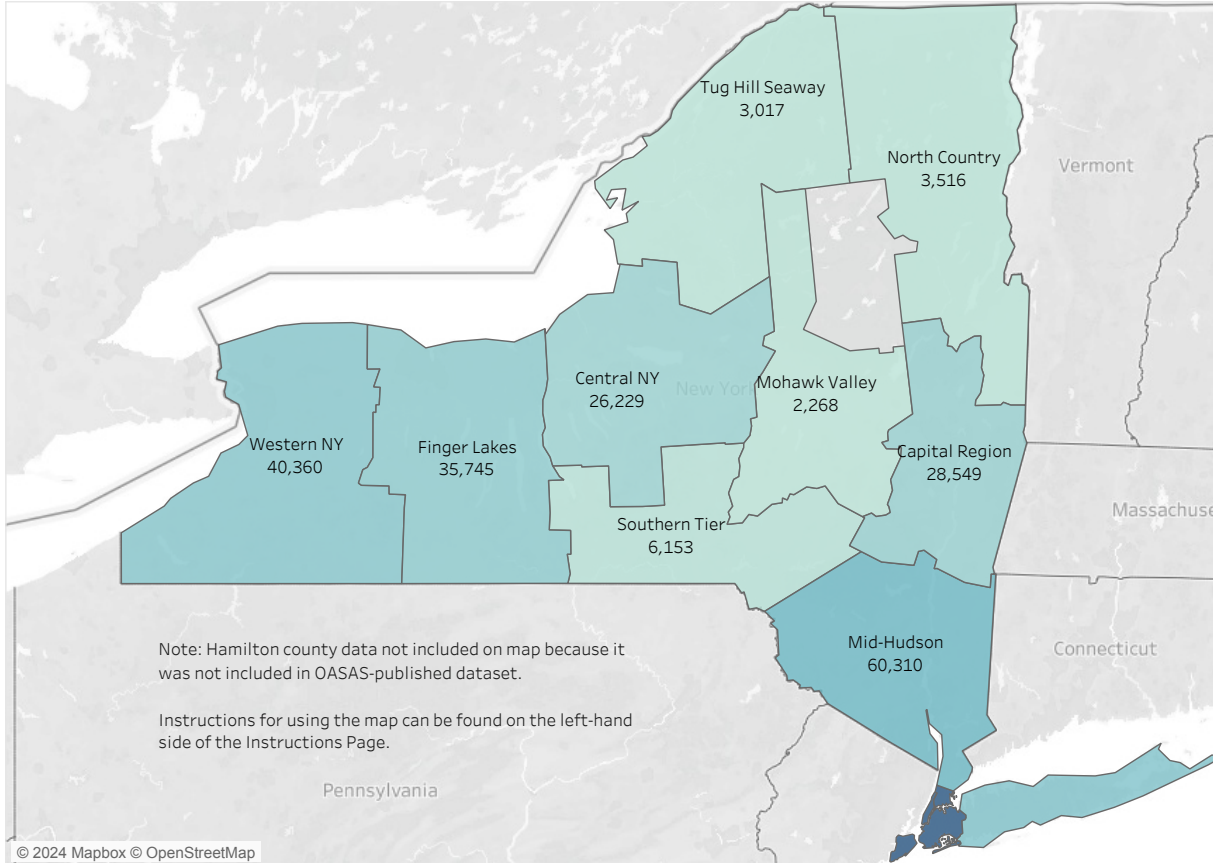 Tug Hill Seaway
3,017
North Country
3,516
Vermont
Central NY
26,229
New York
Mohawk Valley
2,268
Western NY
40,360
Finger Lakes
35,745
Capital Region
28,549
Massachuse
Southern Tier
6,153
Mid-Hudson
60,310
Connecticut
Note: Hamilton county data not included on map because it
was not included in OASAS-published dataset.
Instructions for using the map can be found on the left-hand
side of the Instructions Page.
Pennsylvania
© 2024 Mapbox © OpenStreetMap